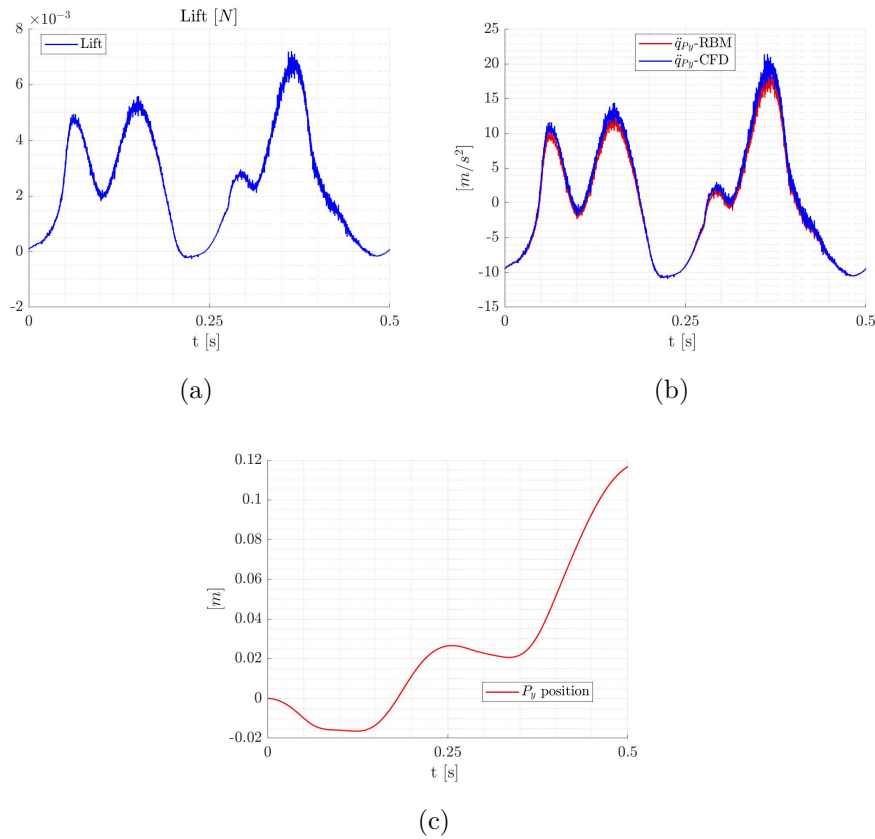 ×10⁻³
Lift [N]
8
6
4
2
0
-2
Lift
0
0.25
0.5
t [s]
(a)
25
20
15
10
5
0
-5
-10
-15
[m/s²]
q̈_{Py}-RBM
q̈_{Py}-CFD
0
0.25
0.5
t [s]
(b)
0.12
0.1
0.08
0.06
0.04
0.02
0
-0.02
[m]
P_y position
0
0.25
0.5
t [s]
(c)